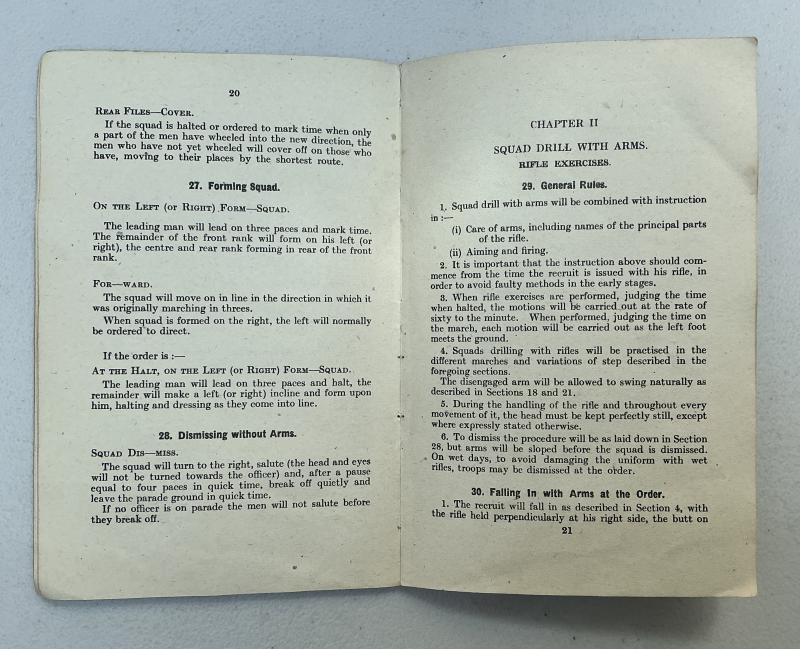 20
REAR FILES—COVER.
If the squad is halted or ordered to mark time when only
a part of the men have wheeled into the new direction, the
men who have not yet wheeled will cover off on those who
have, moving to their places by the shortest route.
27. Forming Squad.
ON THE LEFT (or RIGHT) FORM—SQUAD.
The leading man will lead on three paces and mark time.
The remainder of the front rank will form on his left (or
right), the centre and rear rank forming in rear of the front
rank.
FOR—WARD.
The squad will move on in line in the direction in which it
was originally marching in threes.
When squad is formed on the right, the left will normally
be ordered to direct.
If the order is :—
AT THE HALT, ON THE LEFT (or RIGHT) FORM—SQUAD.
The leading man will lead on three paces and halt, the
remainder will make a left (or right) incline and form upon
him, halting and dressing as they come into line.
28. Dismissing without Arms.
SQUAD DIS—MISS.
The squad will turn to the right, salute (the head and eyes
will not be turned towards the officer) and, after a pause
equal to four paces in quick time, break off quietly and
leave the parade ground in quick time.
If no officer is on parade the men will not salute before
they break off.
CHAPTER II
SQUAD DRILL WITH ARMS.
RIFLE EXERCISES.
29. General Rules.
1. Squad drill with arms will be combined with instruction
in :—
(i) Care of arms, including names of the principal parts
of the rifle.
(ii) Aiming and firing.
2. It is important that the instruction above should com-
mence from the time the recruit is issued with his rifle, in
order to avoid faulty methods in the early stages.
3. When rifle exercises are performed, judging the time
when halted, the motions will be carried out at the rate of
sixty to the minute. When performed, judging the time on
the march, each motion will be carried out as the left foot
meets the ground.
4. Squads drilling with rifles will be practised in the
different marches and variations of step described in the
foregoing sections.
The disengaged arm will be allowed to swing naturally as
described in Sections 18 and 21.
5. During the handling of the rifle and throughout every
movement of it, the head must be kept perfectly still, except
where expressly stated otherwise.
6. To dismiss the procedure will be as laid down in Section
28, but arms will be sloped before the squad is dismissed.
On wet days, to avoid damaging the uniform with wet
rifles, troops may be dismissed at the order.
30. Falling In with Arms at the Order.
1. The recruit will fall in as described in Section 4, with
the rifle held perpendicularly at his right side, the butt on
21